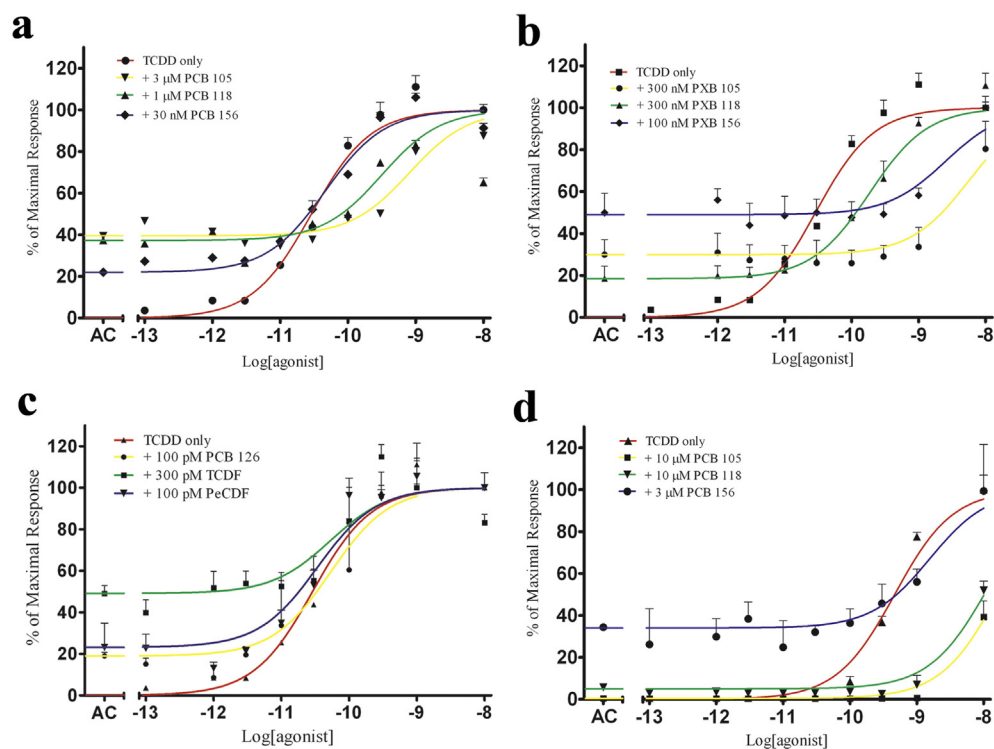 a
TCDD only
+ 3 μM PCB 105
+ 1 μM PCB 118
+ 30 nM PCB 156
120
100
80
60
40
20
0
% of Maximal Response
AC -13 -12 -11 -10 -9 -8
Log[agonist]
b
TCDD only
+ 300 nM PXB 105
+ 300 nM PXB 118
+ 100 nM PXB 156
120
100
80
60
40
20
0
% of Maximal Response
AC -13 -12 -11 -10 -9 -8
Log[agonist]
c
TCDD only
+ 100 pM PCB 126
+ 300 pM TCDF
+ 100 pM PeCDF
120
100
80
60
40
20
0
% of Maximal Response
AC -13 -12 -11 -10 -9 -8
Log[agonist]
d
TCDD only
+ 10 μM PCB 105
+ 10 μM PCB 118
+ 3 μM PCB 156
120
100
80
60
40
20
0
% of Maximal Response
AC -13 -12 -11 -10 -9 -8
Log[agonist]